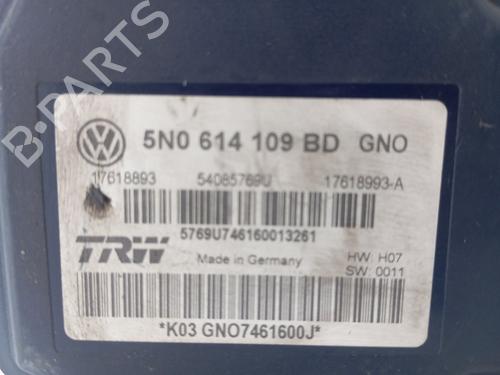 5N0 614 109 BD GNO
17618893 54085769U 17618993-A
5769U746160013261
TRW
Made in Germany
HW: H07
SW: 0011
*K03 GNO7461600J*
B-PARTS